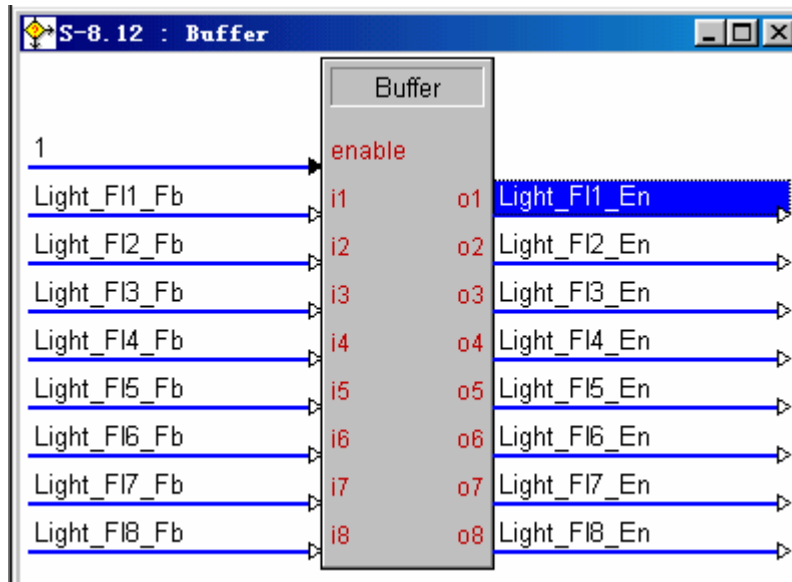 S-8.12 : Buffer
Buffer
1 enable
Light_Fl1_Fb i1 o1 Light_Fl1_En
Light_Fl2_Fb i2 o2 Light_Fl2_En
Light_Fl3_Fb i3 o3 Light_Fl3_En
Light_Fl4_Fb i4 o4 Light_Fl4_En
Light_Fl5_Fb i5 o5 Light_Fl5_En
Light_Fl6_Fb i6 o6 Light_Fl6_En
Light_Fl7_Fb i7 o7 Light_Fl7_En
Light_Fl8_Fb i8 o8 Light_Fl8_En